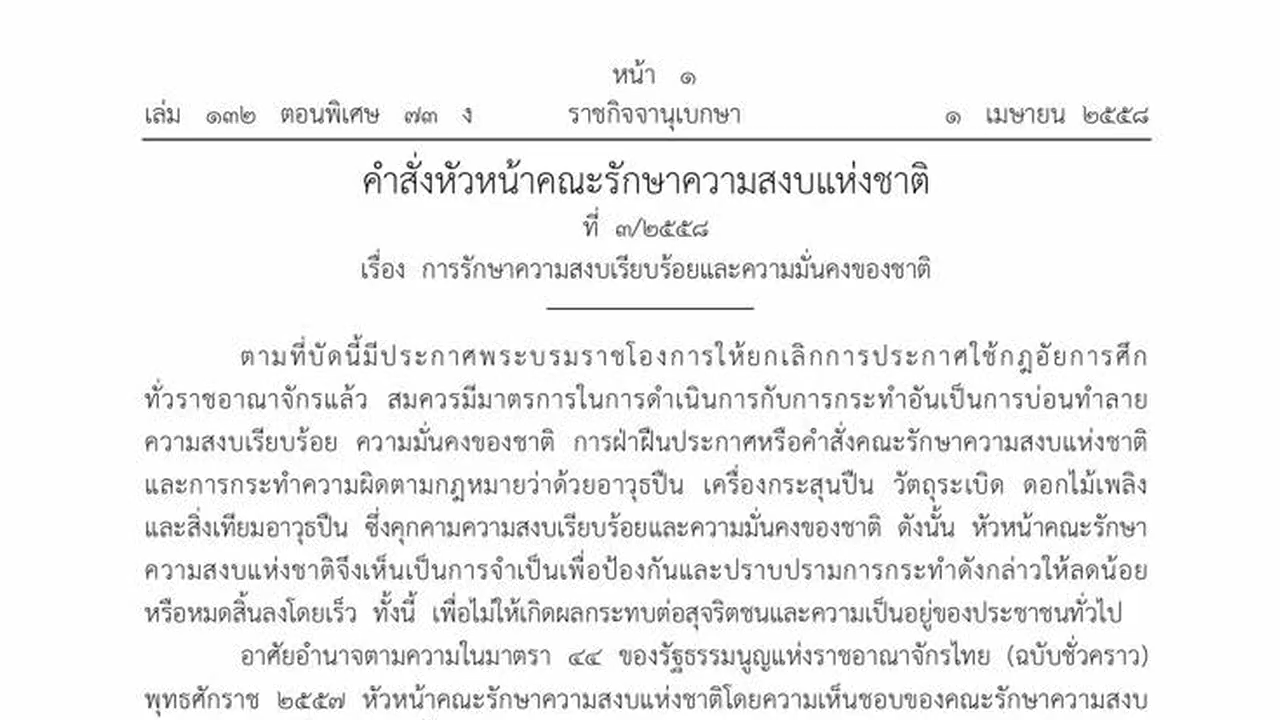 หน้า ๑
เล่ม ๑๓๒ ตอนพิเศษ ๗๓ ง ราชกิจจานุเบกษา ๑ เมษายน ๒๕๕๘
คำสั่งหัวหน้าคณะรักษาความสงบแห่งชาติ
ที่ ๓/๒๕๕๘
เรื่อง การรักษาความสงบเรียบร้อยและความมั่นคงของชาติ
ตามที่บัดนี้มีประกาศพระบรมราชโองการให้ยกเลิกการประกาศใช้กฎอัยการศึก
ทั่วราชอาณาจักรแล้ว สมควรมีมาตรการในการดำเนินการกับการกระทำอันเป็นการบ่อนทำลาย
ความสงบเรียบร้อย ความมั่นคงของชาติ การฝ่าฝืนประกาศหรือคำสั่งคณะรักษาความสงบแห่งชาติ
และการกระทำความผิดตามกฎหมายว่าด้วยอาวุธปืน เครื่องกระสุนปืน วัตถุระเบิด ดอกไม้เพลิง
และสิ่งเทียมอาวุธปืน ซึ่งคุกคามความสงบเรียบร้อยและความมั่นคงของชาติ ดังนั้น หัวหน้าคณะรักษา
ความสงบแห่งชาติจึงเห็นเป็นการจำเป็นเพื่อป้องกันและปราบปรามการกระทำดังกล่าวให้ลดน้อย
หรือหมดสิ้นลงโดยเร็ว ทั้งนี้ เพื่อไม่ให้เกิดผลกระทบต่อสุจริตชนและความเป็นอยู่ของประชาชนทั่วไป
อาศัยอำนาจตามความในมาตรา ๔๔ ของรัฐธรรมนูญแห่งราชอาณาจักรไทย (ฉบับชั่วคราว)
พุทธศักราช ๒๕๕๗ หัวหน้าคณะรักษาความสงบแห่งชาติโดยความเห็นชอบของคณะรักษาความสงบ